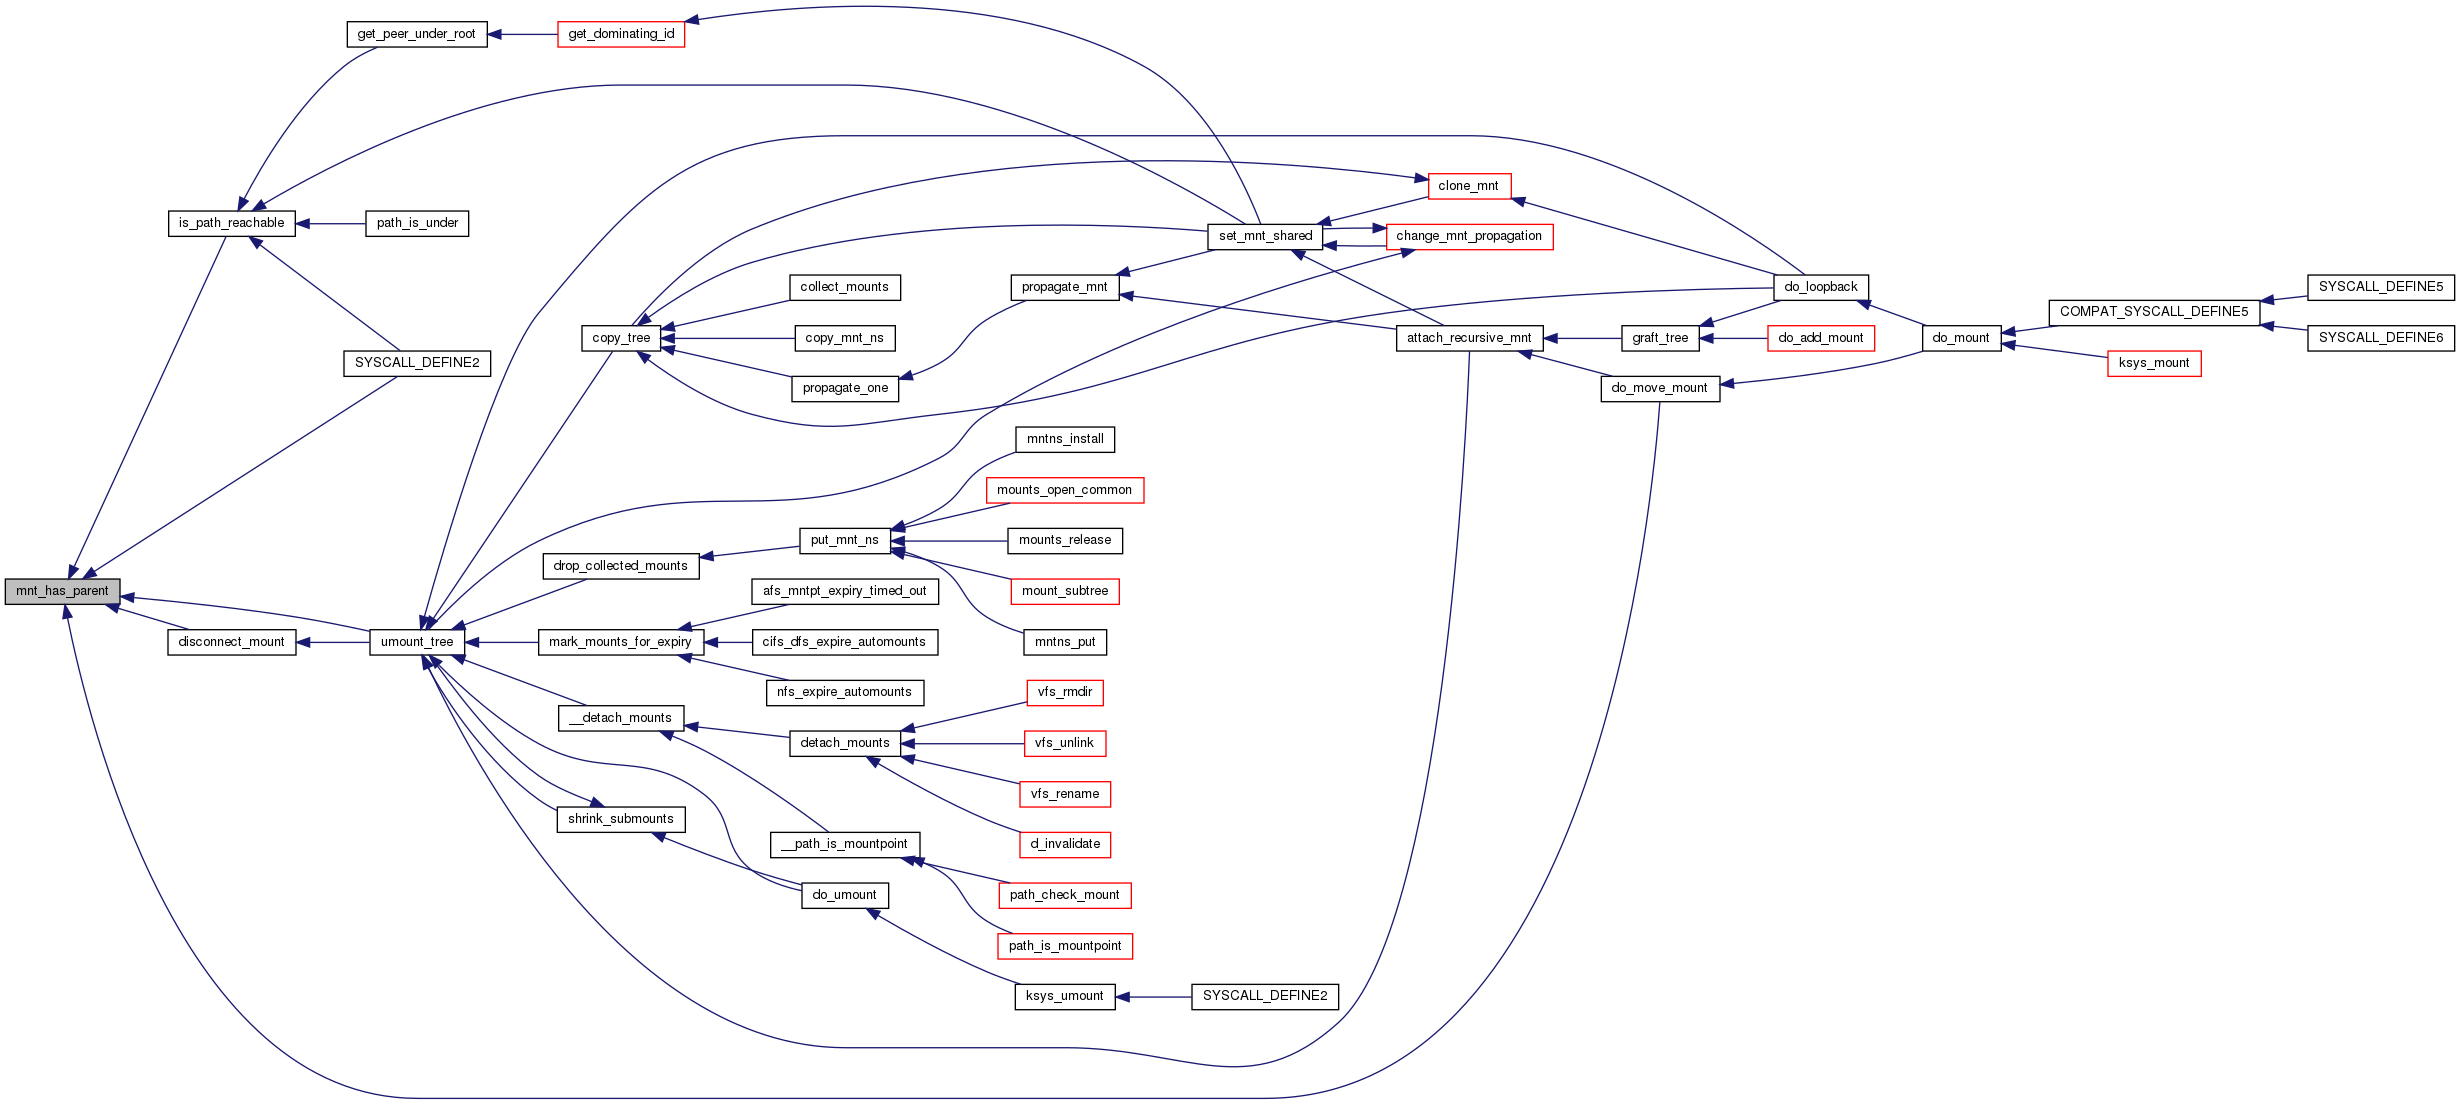 get_peer_under_root
get_dominating_id
clone_mnt
is_path_reachable
path_is_under
set_mnt_shared
change_mnt_propagation
collect_mounts
propagate_mnt
do_loopback
SYSCALL_DEFINE5
COMPAT_SYSCALL_DEFINE5
copy_tree
copy_mnt_ns
attach_recursive_mnt
graft_tree
do_add_mount
do_mount
SYSCALL_DEFINE6
SYSCALL_DEFINE2
ksys_mount
propagate_one
do_move_mount
mntns_install
mounts_open_common
put_mnt_ns
mounts_release
drop_collected_mounts
mnt_has_parent
afs_mntpt_expiry_timed_out
mount_subtree
disconnect_mount
umount_tree
mark_mounts_for_expiry
cifs_dfs_expire_automounts
mntns_put
nfs_expire_automounts
vfs_rmdir
__detach_mounts
detach_mounts
vfs_unlink
vfs_rename
shrink_submounts
__path_is_mountpoint
d_invalidate
do_umount
path_check_mount
path_is_mountpoint
ksys_umount
SYSCALL_DEFINE2